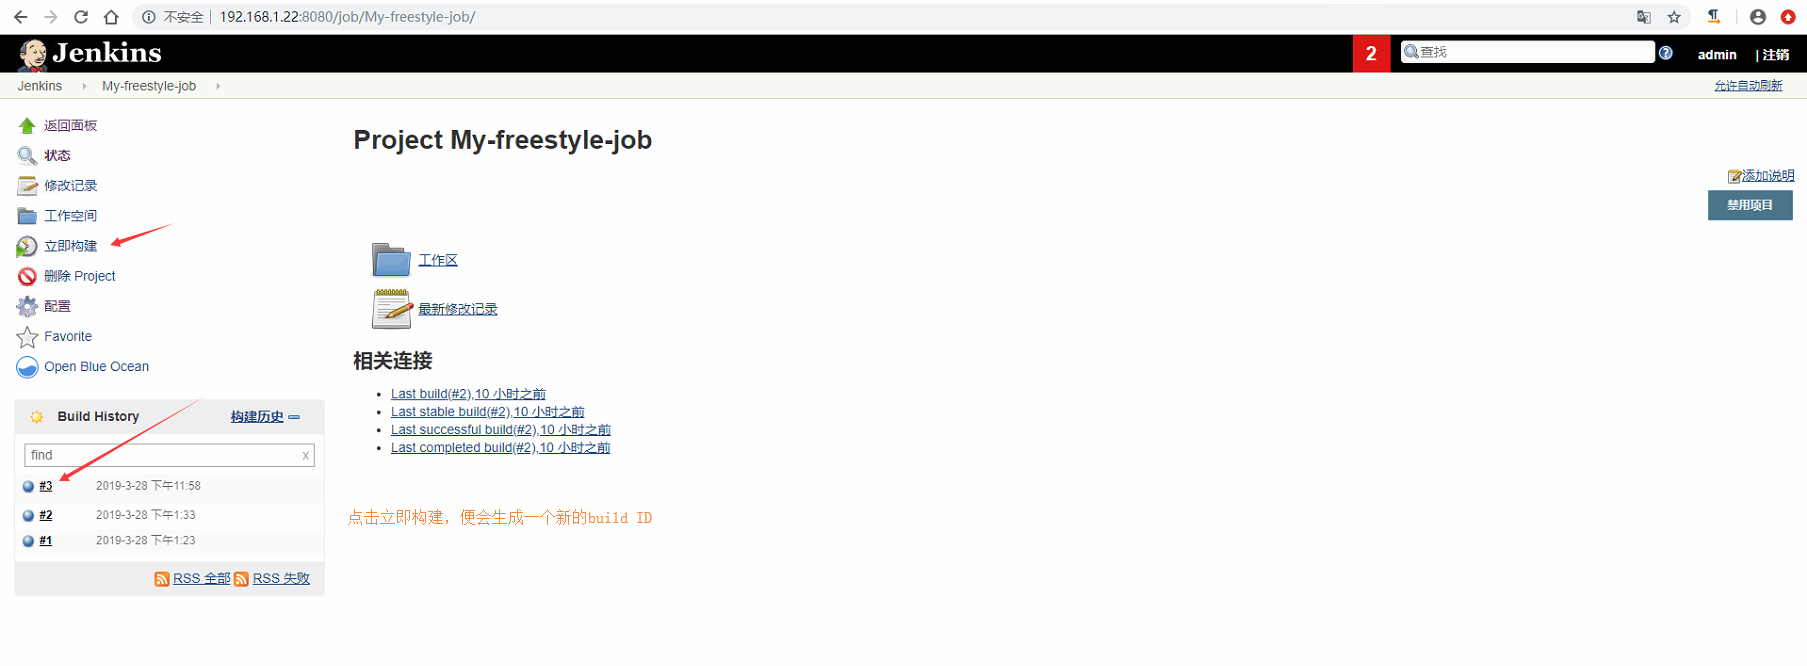 不安全 | 192.168.1.22:8080/job/My-freestyle-job/
Jenkins
2
查找
admin
| 注销
Jenkins
My-freestyle-job
允许自动刷新
返回面板
状态
修改记录
工作空间
立即构建
删除 Project
配置
Favorite
Open Blue Ocean
Build History
构建历史
find
x
#3 2019-3-28 下午11:58
#2 2019-3-28 下午1:33
#1 2019-3-28 下午1:23
RSS 全部 RSS 失败
Project My-freestyle-job
添加说明
禁用项目
工作区
最新修改记录
相关连接
Last build(#2),10 小时之前
Last stable build(#2),10 小时之前
Last successful build(#2),10 小时之前
Last completed build(#2),10 小时之前
点击立即构建，便会生成一个新的build ID